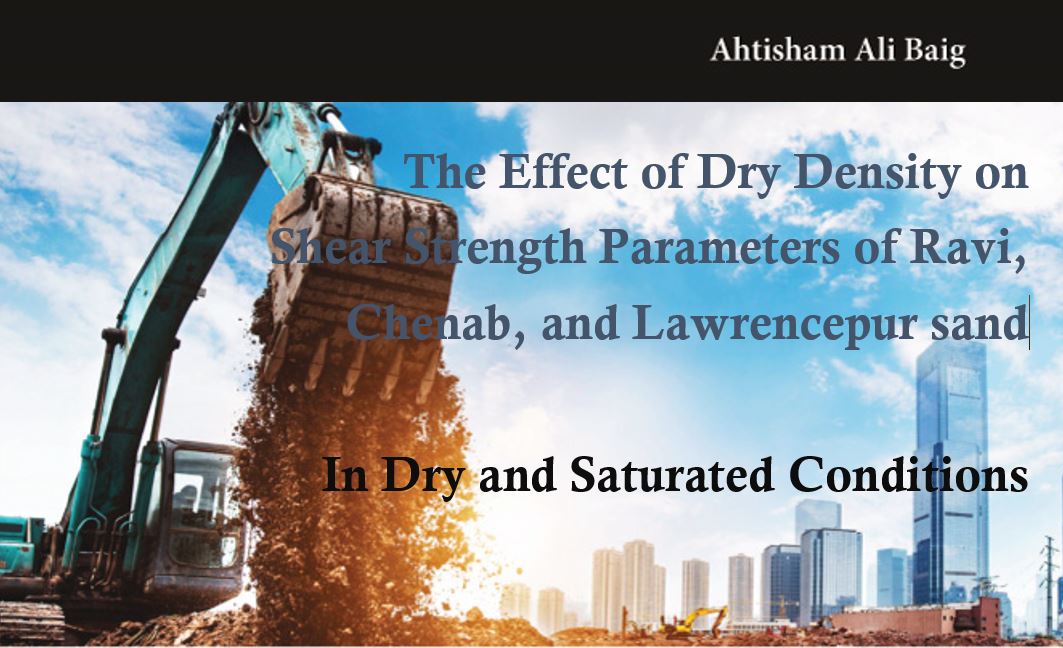 Ahtisham Ali Baig
The Effect of Dry Density on
Shear Strength Parameters of Ravi,
Chenab, and Lawrencepur sand
In Dry and Saturated Conditions